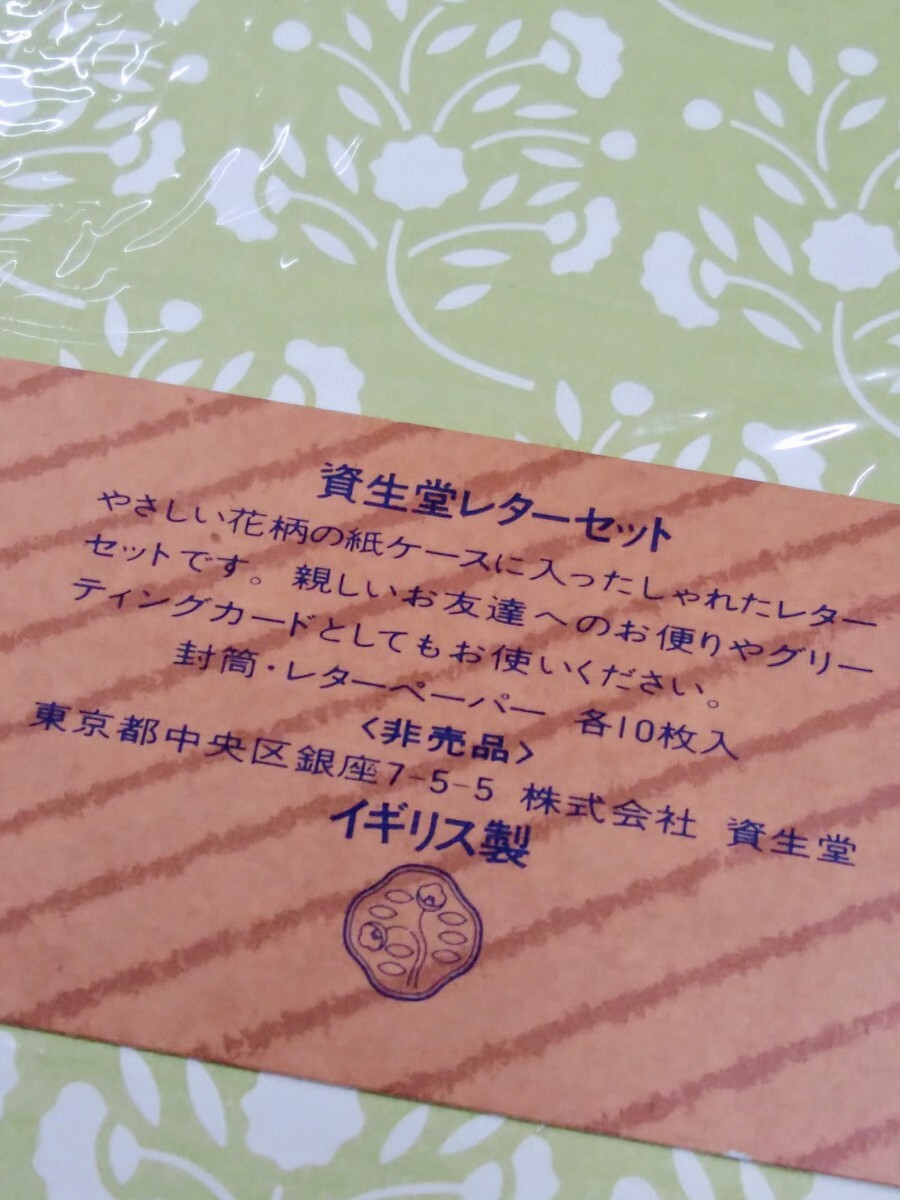 資生堂レターセット
やさしい花柄の紙ケースに入ったしゃれたレター
セットです。親しいお友達へのお便りやグリー
ティングカードとしてもお使いください。
封筒・レターペーパー 各10枚入
〈非売品〉
東京都中央区銀座7-5-5 株式会社 資生堂
イギリス製